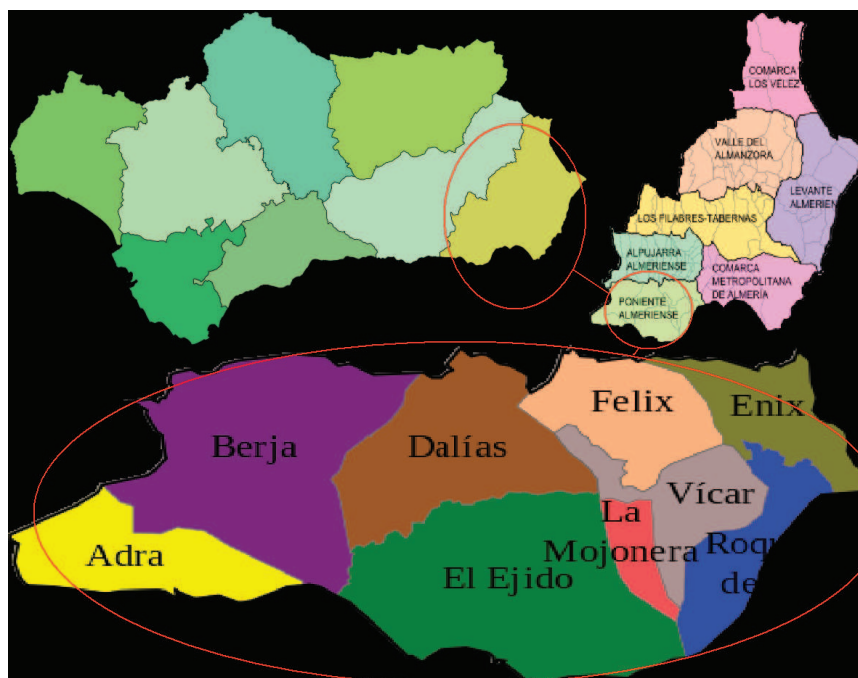 COMARCA
LOS VELEZ
VALLE DEL
ALMANZORA
LEVANTE
ALMERIEN
LOS FILABRES-TABERNAS
ALPUJARRA
ALMERIENSE
COMARCA
METROPOLITANA
DE ALMERÍA
PONIENTE
ALMERIENSE
Felix
Enix
Berja
Dalías
Vícar
La
Mojonera
Roqu
de
Adra
El Ejido